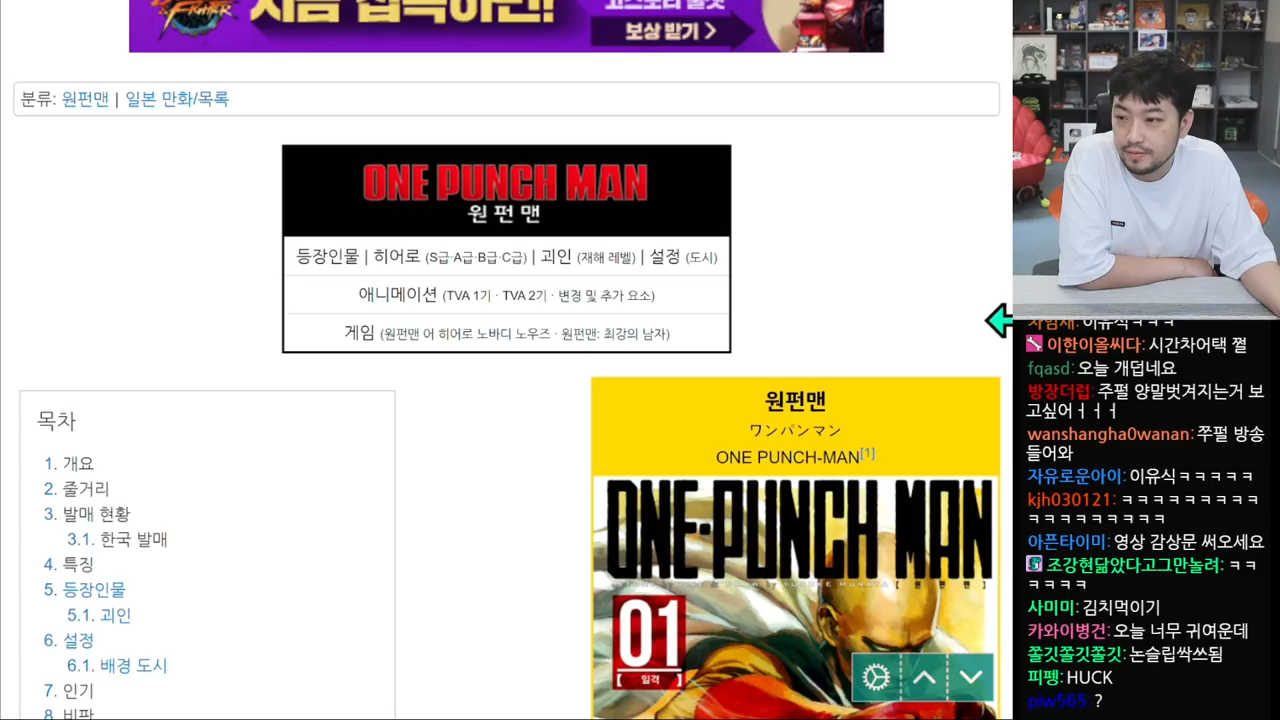 지금 접속하면!
보상 받기 >
분류: 원펀맨 | 일본 만화/목록
ONE PUNCH MAN
원펀맨
등장인물 | 히어로 (S급·A급·B급·C급) | 괴인 (재해 레벨) | 설정 (도시)
애니메이션 (TVA 1기 · TVA 2기 · 변경 및 추가 요소)
게임 (원펀맨 어 히어로 노바디 노우즈 · 원펀맨: 최강의 남자)
목차
1. 개요
2. 줄거리
3. 발매 현황
3.1. 한국 발매
4. 특징
5. 등장인물
5.1. 괴인
6. 설정
6.1. 배경 도시
7. 인기
8. 비판
원펀맨
ワンパンマン
ONE PUNCH-MAN[1]
ONE-PUNCH MAN
[ 원 펀 맨 ]
01
[ 일격 ]
이한이올씨다: 시간차어택 쩔
fqasd: 오늘 개덥네요
방장더럽: 주펄 양말벗겨지는거 보
고싶어ㅓㅓㅓ
wanshangha0wanan: 쭈펄 방송
들어와
자유로운아이: 이유식ㅋㅋㅋㅋㅋ
kjh030121: ㅋㅋㅋㅋㅋㅋㅋㅋㅋ
ㅋㅋㅋㅋㅋㅋㅋㅋㅋ
아픈타이미: 영상 감상문 써오세요
조강현닮았다고그만놀려: ㅋㅋ
ㅋㅋㅋㅋ
사미미: 김치먹이기
카와이병건: 오늘 너무 귀여운데
쫄깃쫄깃쫄깃: 논슬립싹쓰됨
피펭: HUCK
piw565: ?